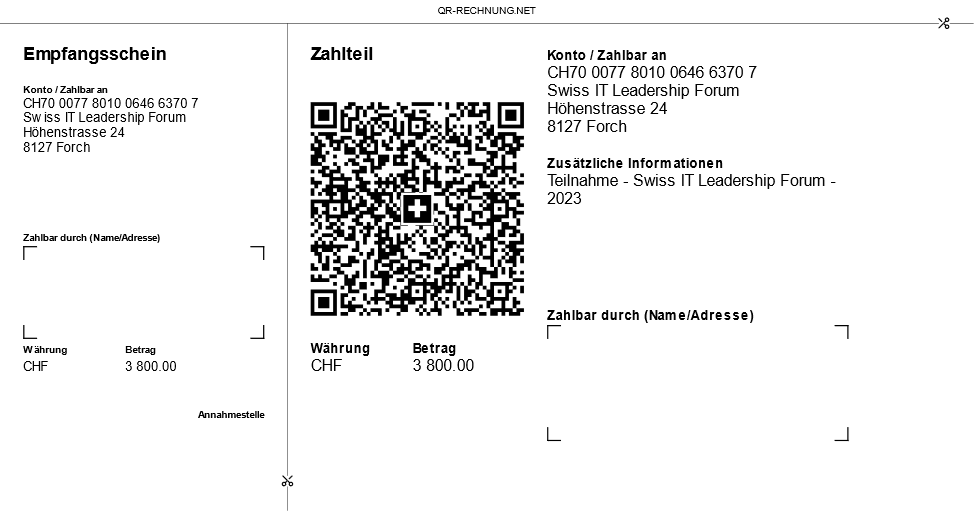 QR-RECHNUNG.NET
Empfangsschein
Konto / Zahlbar an
CH70 0077 8010 0646 6370 7
Swiss IT Leadership Forum
Höhenstrasse 24
8127 Forch
Zahlbar durch (Name/Adresse)
Währung Betrag
CHF 3 800.00
Annahmestelle
Zahlteil
Währung Betrag
CHF 3 800.00
Konto / Zahlbar an
CH70 0077 8010 0646 6370 7
Swiss IT Leadership Forum
Höhenstrasse 24
8127 Forch
Zusätzliche Informationen
Teilnahme - Swiss IT Leadership Forum -
2023
Zahlbar durch (Name/Adresse)